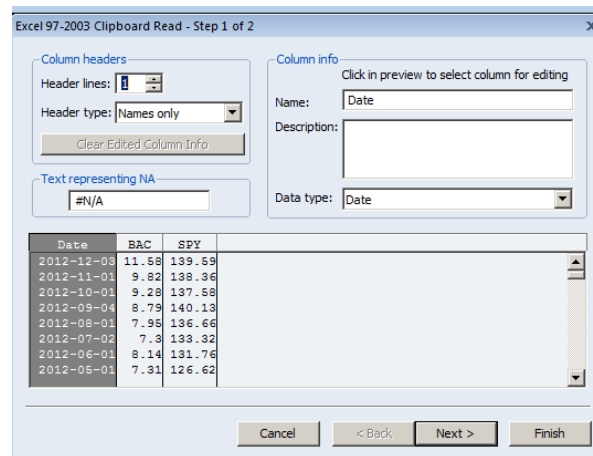 Excel 97-2003 Clipboard Read - Step 1 of 2
Column headers
Header lines: 1
Header type: Names only
Clear Edited Column Info
Text representing NA
#N/A
Column info
Click in preview to select column for editing
Name: Date
Description:
Data type: Date
Date BAC SPY
2012-12-03 11.58 139.59
2012-11-01 9.82 138.36
2012-10-01 9.28 137.58
2012-09-04 8.79 140.13
2012-08-01 7.95 136.66
2012-07-02 7.3 133.32
2012-06-01 8.14 131.76
2012-05-01 7.31 126.62
Cancel < Back Next > Finish